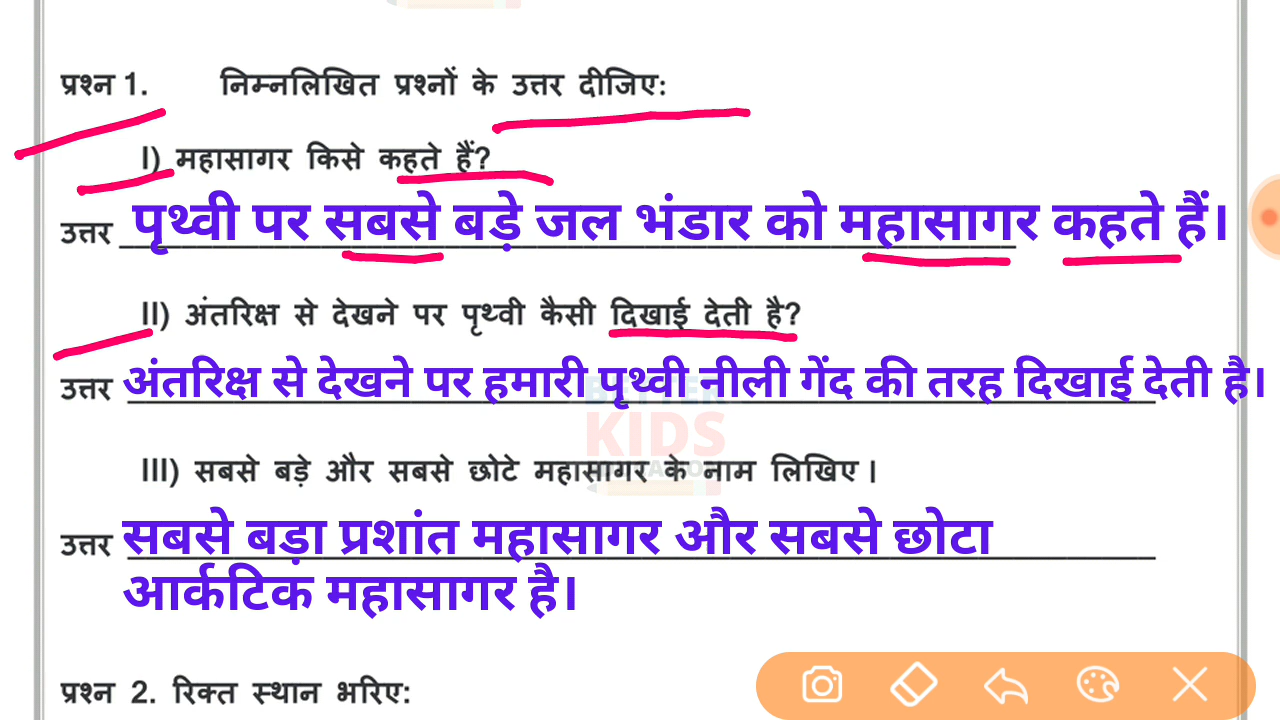 प्रश्न 1. निम्नलिखित प्रश्नों के उत्तर दीजिए:
I) महासागर किसे कहते हैं?
उत्तर पृथ्वी पर सबसे बड़े जल भंडार को महासागर कहते हैं।
II) अंतरिक्ष से देखने पर पृथ्वी कैसी दिखाई देती है?
उत्तर अंतरिक्ष से देखने पर हमारी पृथ्वी नीली गेंद की तरह दिखाई देती है।
KIDS
III) सबसे बड़े और सबसे छोटे महासागर के नाम लिखिए।
उत्तर सबसे बड़ा प्रशांत महासागर और सबसे छोटा
आर्कटिक महासागर है।
प्रश्न 2. रिक्त स्थान भरिए: